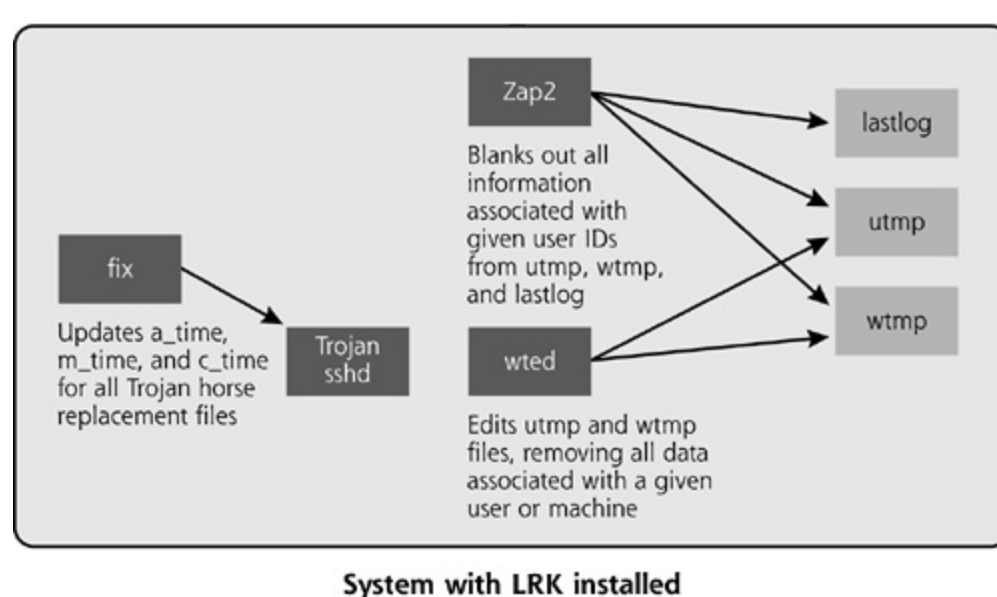 fix
Updates a_time,
m_time, and c_time
for all Trojan horse
replacement files
Trojan
sshd
Zap2
Blanks out all
information
associated with
given user IDs
from utmp, wtmp,
and lastlog
wted
Edits utmp and wtmp
files, removing all data
associated with a given
user or machine
lastlog
utmp
wtmp
System with LRK installed